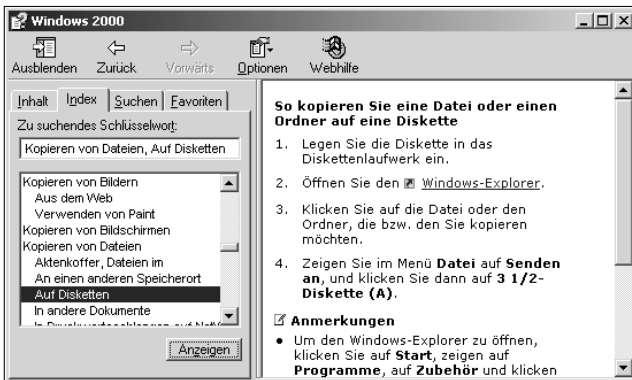 Windows 2000
Ausblenden Zurück Vorwärts Optionen Webhilfe
Inhalt Index Suchen Favoriten
Zu suchendes Schlüsselwort:
Kopieren von Dateien, Auf Disketten
Kopieren von Bildern
Aus dem Web
Verwenden von Paint
Kopieren von Bildschirmen
Kopieren von Dateien
Aktenkoffer, Dateien im
An einen anderen Speicherort
Auf Disketten
In andere Dokumente
Anzeigen
So kopieren Sie eine Datei oder einen
Ordner auf eine Diskette
1. Legen Sie die Diskette in das
Diskettenlaufwerk ein.
2. Öffnen Sie den Windows-Explorer.
3. Klicken Sie auf die Datei oder den
Ordner, die bzw. den Sie kopieren
möchten.
4. Zeigen Sie im Menü Datei auf Senden
an, und klicken Sie dann auf 3 1/2-
Diskette (A).
Anmerkungen
• Um den Windows-Explorer zu öffnen,
klicken Sie auf Start, zeigen auf
Programme, auf Zubehör und klicken